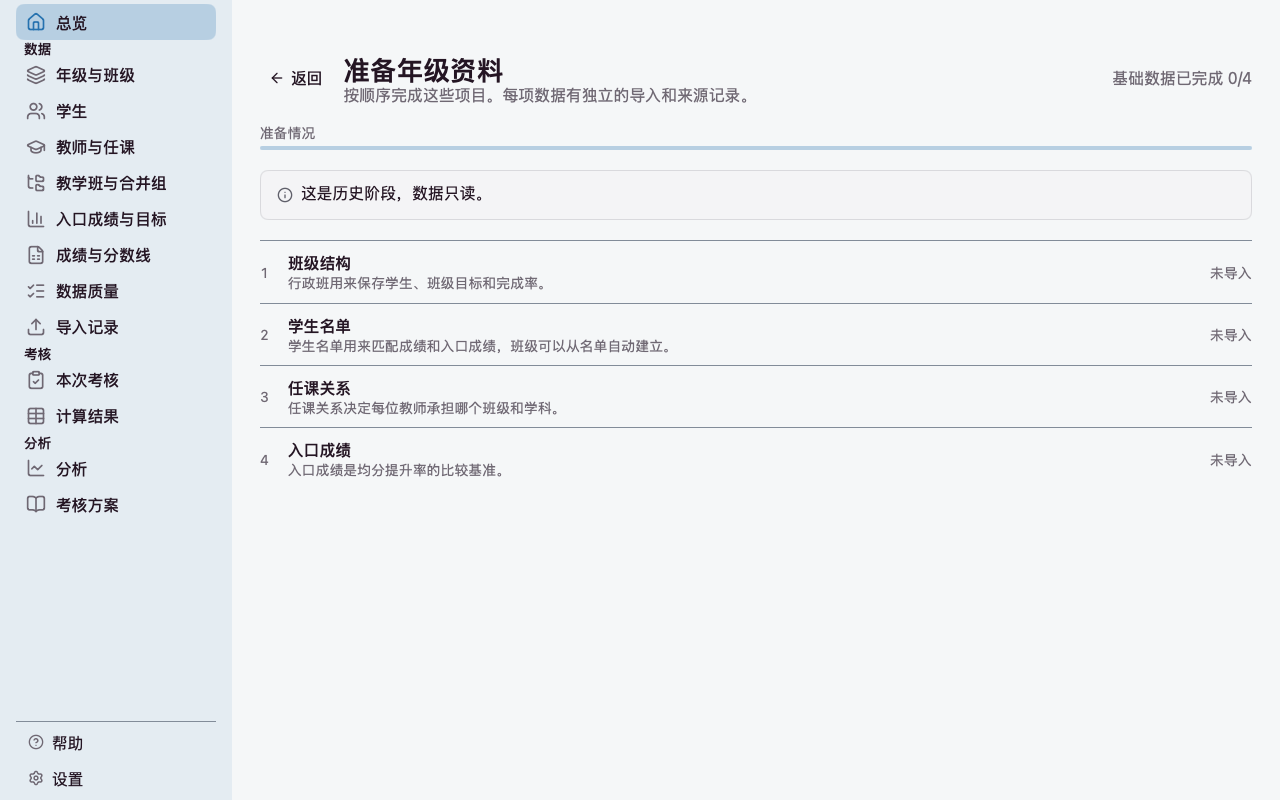 总览
数据
年级与班级
学生
教师与任课
教学班与合并组
入口成绩与目标
成绩与分数线
数据质量
导入记录
考核
本次考核
计算结果
分析
分析
考核方案
帮助
设置
返回
准备年级资料
按顺序完成这些项目。每项数据有独立的导入和来源记录。
基础数据已完成 0/4
准备情况
这是历史阶段，数据只读。
1
班级结构
行政班用来保存学生、班级目标和完成率。
未导入
2
学生名单
学生名单用来匹配成绩和入口成绩，班级可以从名单自动建立。
未导入
3
任课关系
任课关系决定每位教师承担哪个班级和学科。
未导入
4
入口成绩
入口成绩是均分提升率的比较基准。
未导入